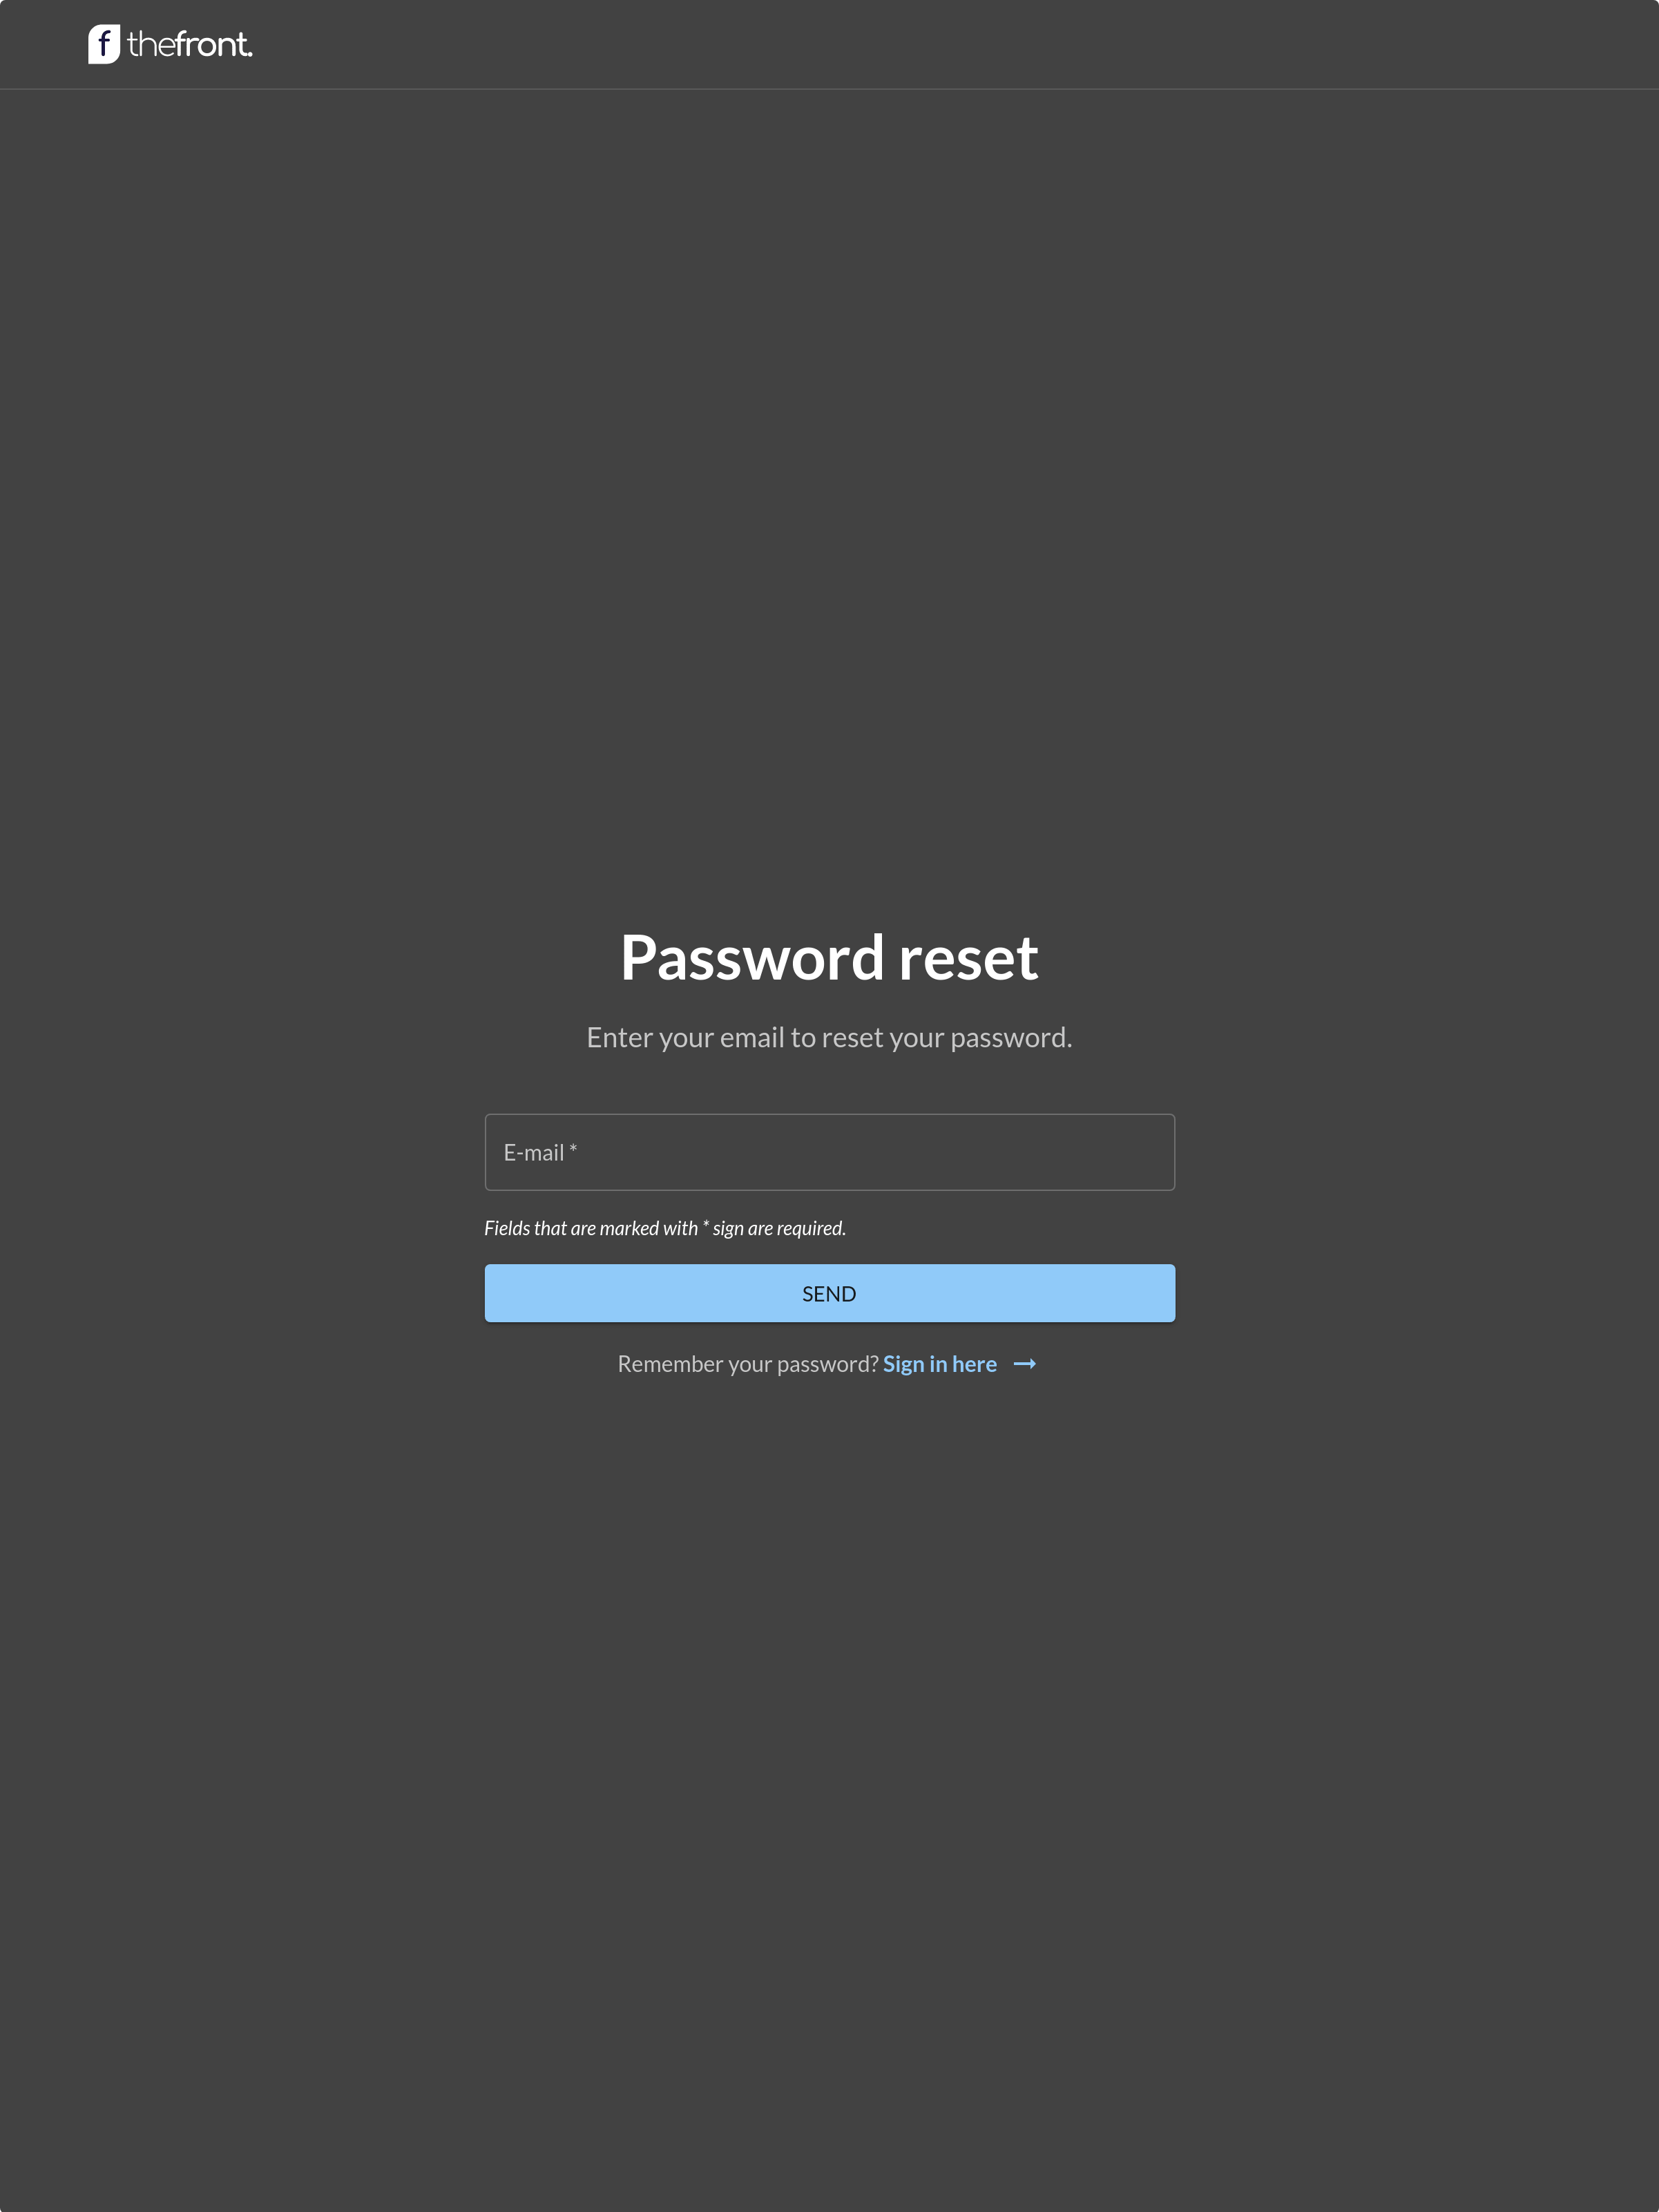 f thefront.
Password reset
Enter your email to reset your password.
E-mail *
Fields that are marked with * sign are required.
SEND
Remember your password? Sign in here